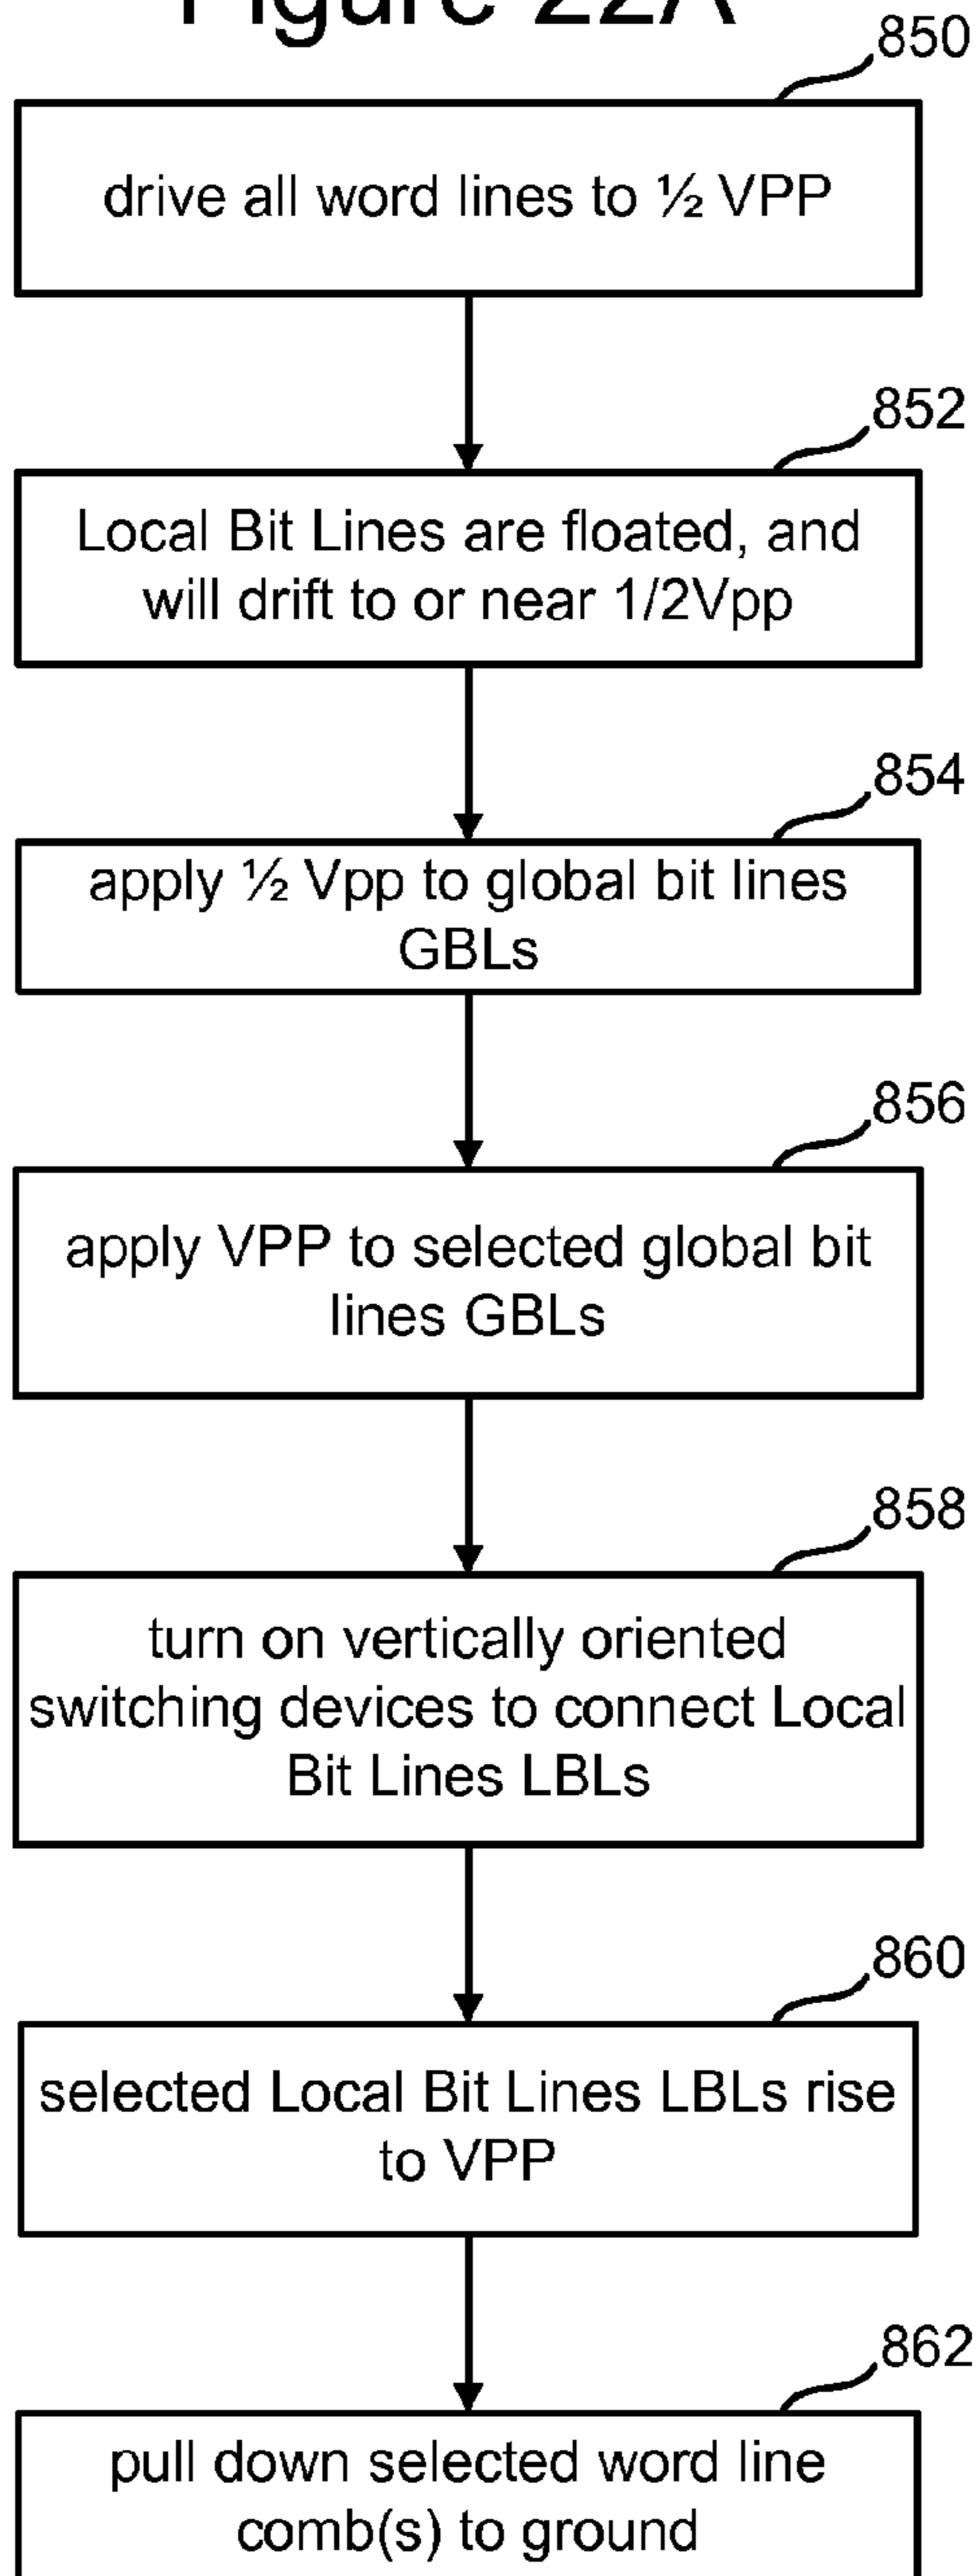 Figure 22A
850
drive all word lines to ½ VPP
852
Local Bit Lines are floated, and
will drift to or near 1/2Vpp
854
apply ½ Vpp to global bit lines
GBLs
856
apply VPP to selected global bit
lines GBLs
858
turn on vertically oriented
switching devices to connect Local
Bit Lines LBLs
860
selected Local Bit Lines LBLs rise
to VPP
862
pull down selected word line
comb(s) to ground